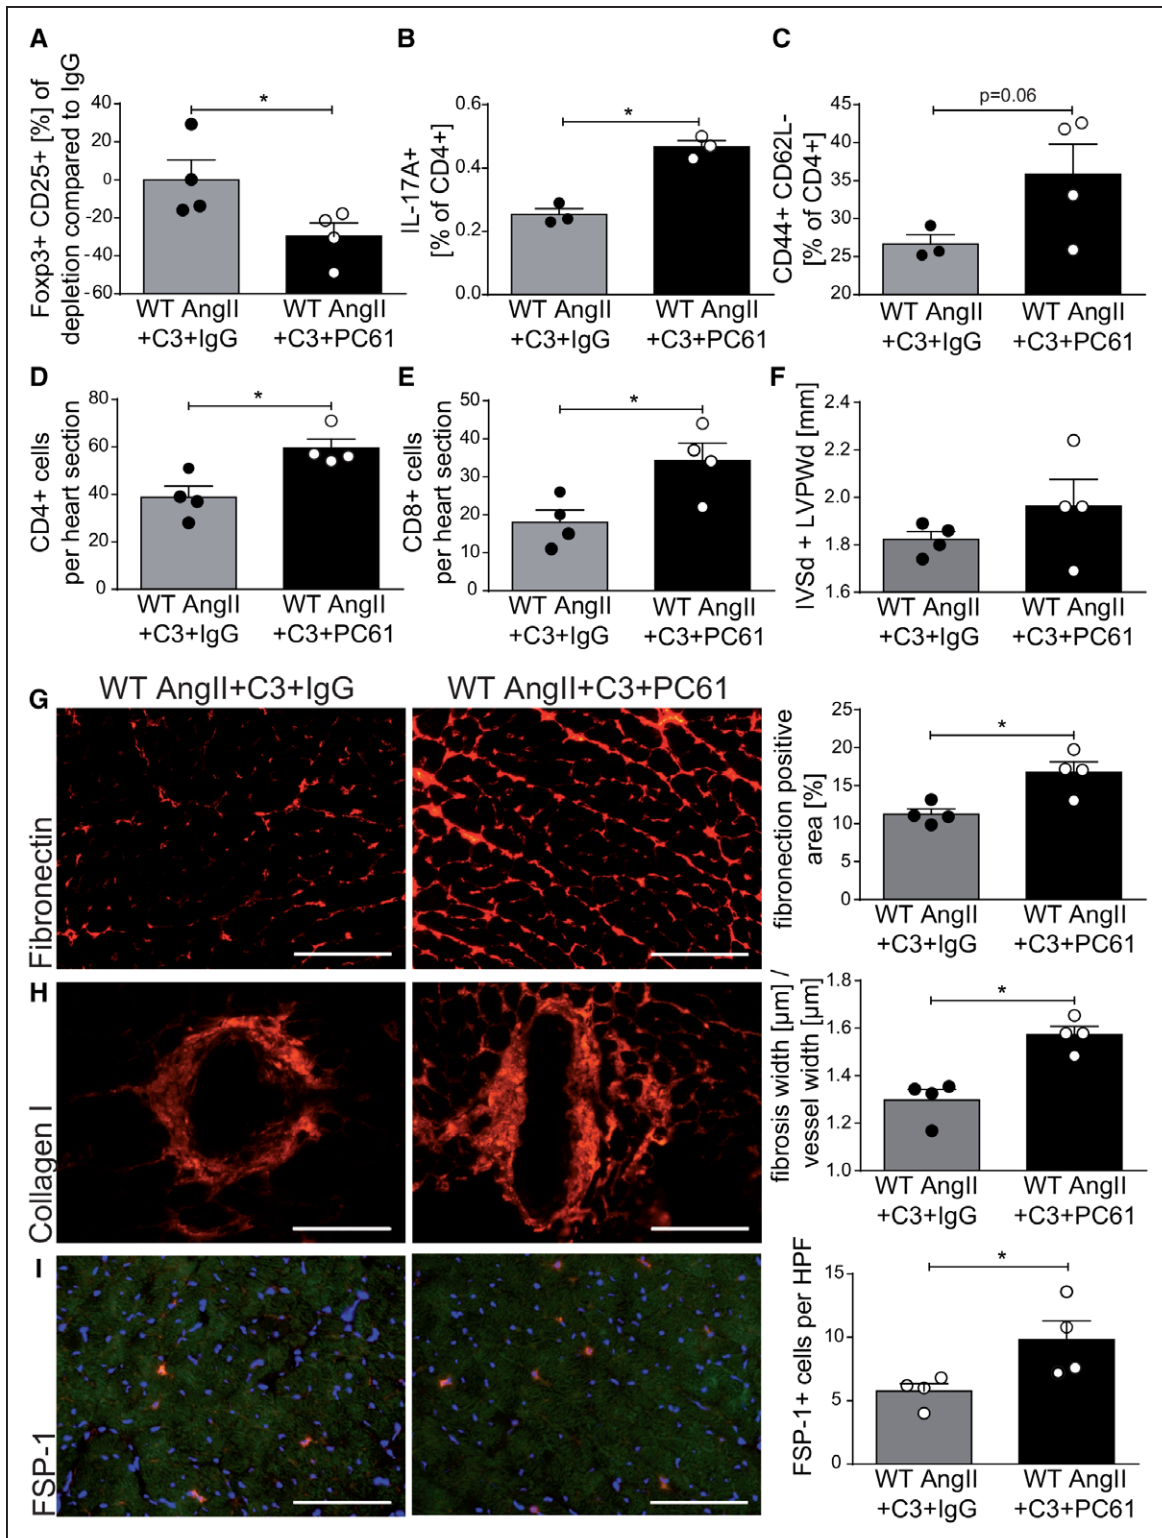 A
Foxp3+ CD25+ [%] of
depletion compared to IgG
40
20
0
-20
-40
-60
*
WT AngII
+C3+IgG
WT AngII
+C3+PC61
B
IL-17A+
[% of CD4+]
0.6
0.4
0.2
0.0
*
WT AngII
+C3+IgG
WT AngII
+C3+PC61
C
CD44+ CD62L-
[% of CD4+]
45
40
35
30
25
20
p=0.06
WT AngII
+C3+IgG
WT AngII
+C3+PC61
D
CD4+ cells
per heart section
80
60
40
20
0
*
WT AngII
+C3+IgG
WT AngII
+C3+PC61
E
CD8+ cells
per heart section
50
40
30
20
10
0
*
WT AngII
+C3+IgG
WT AngII
+C3+PC61
F
IVSd + LVPWd [mm]
2.4
2.2
2.0
1.8
1.6
WT AngII
+C3+IgG
WT AngII
+C3+PC61
G
WT AngII+C3+IgG
WT AngII+C3+PC61
Fibronectin
fibronection positive
area [%]
25
20
15
10
5
0
*
WT AngII
+C3+IgG
WT AngII
+C3+PC61
H
Collagen I
fibrosis width [µm] /
vessel width [µm]
1.8
1.6
1.4
1.2
1.0
*
WT AngII
+C3+IgG
WT AngII
+C3+PC61
I
FSP-1
FSP-1+ cells per HPF
15
10
5
0
*
WT AngII
+C3+IgG
WT AngII
+C3+PC61